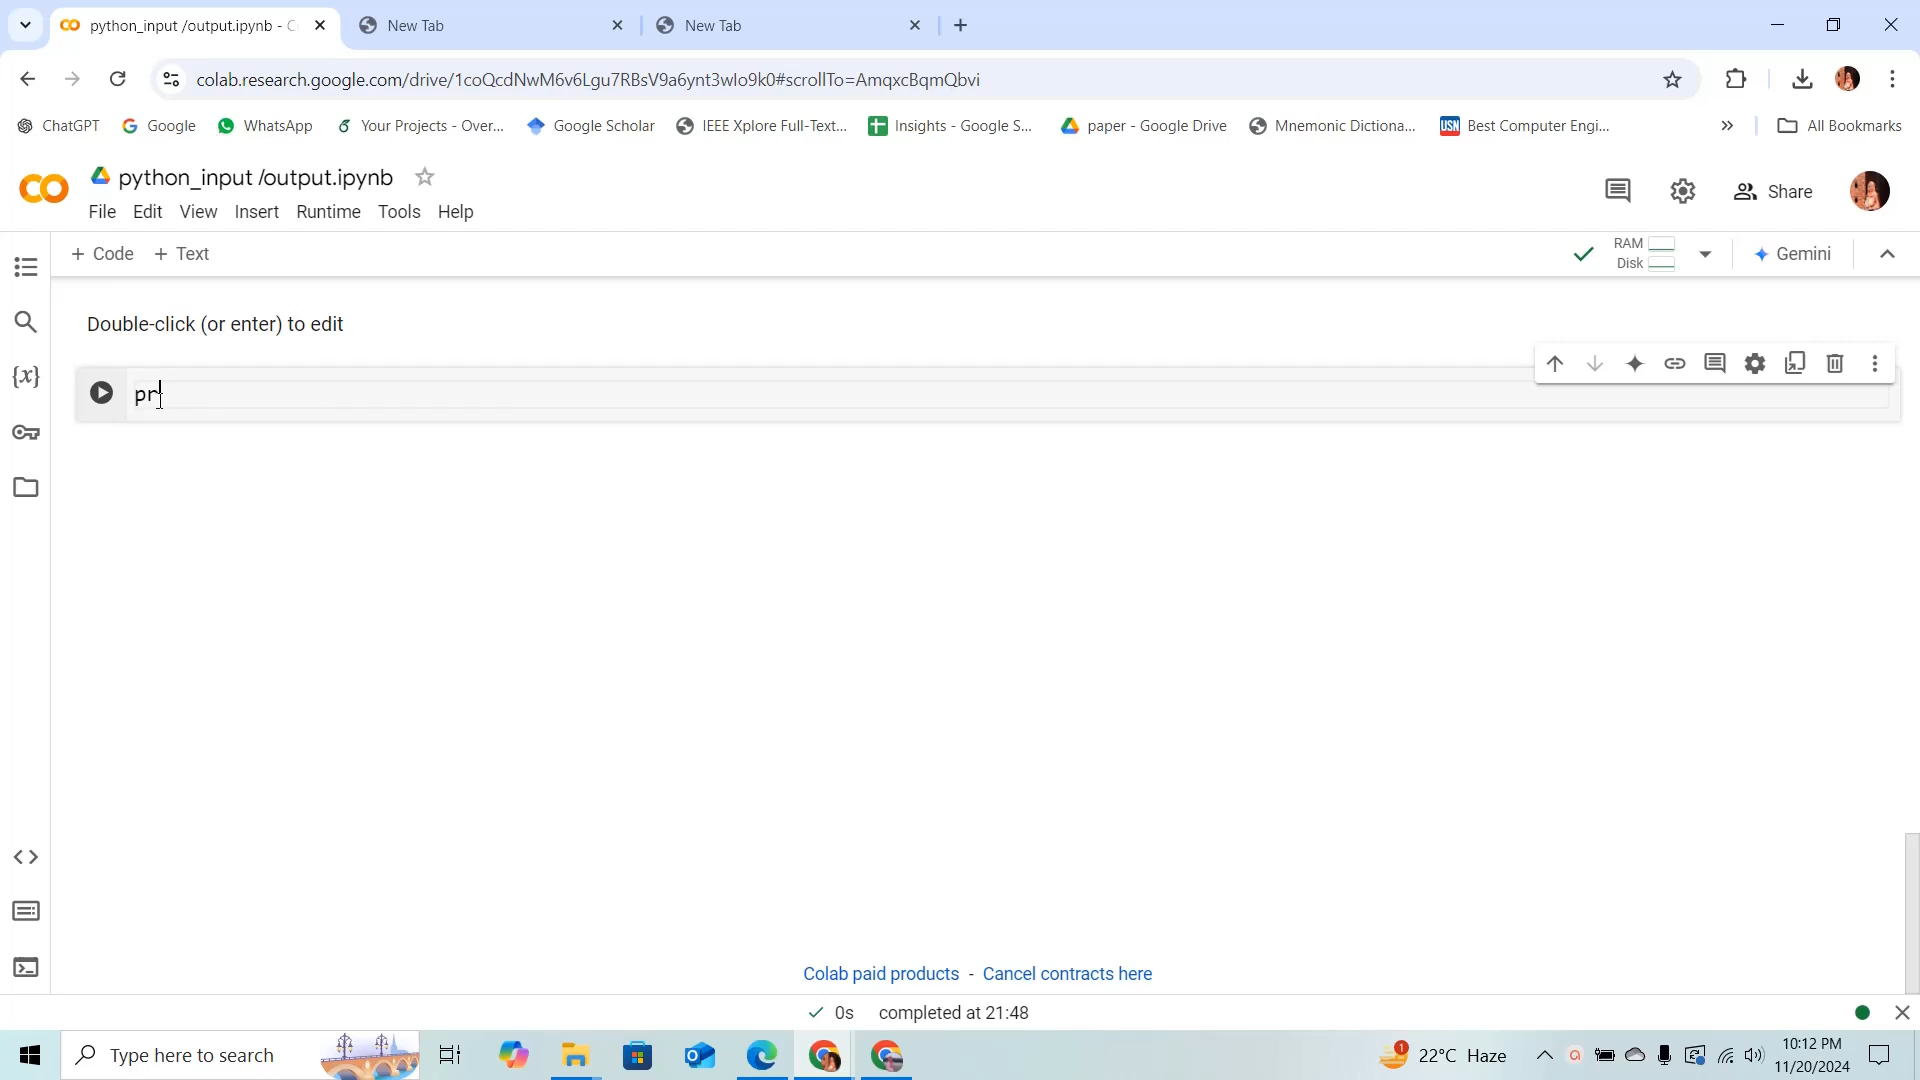 python_input /output.ipynb - C
New Tab
New Tab
colab.research.google.com/drive/1coQcdNwM6v6Lgu7RBsV9a6ynt3wIo9k0#scrollTo=AmqxcBqmQbvi
ChatGPT
Google
WhatsApp
Your Projects - Over...
Google Scholar
IEEE Xplore Full-Text...
Insights - Google S...
paper - Google Drive
Mnemonic Dictiona...
USN
Best Computer Engi...
All Bookmarks
CO
python_input /output.ipynb
Share
File
Edit
View
Insert
Runtime
Tools
Help
+ Code
+ Text
RAM
Disk
Gemini
Double-click (or enter) to edit
{x}
pr
Colab paid products - Cancel contracts here
0s completed at 21:48
Type here to search
1
22°C Haze
10:12 PM
11/20/2024